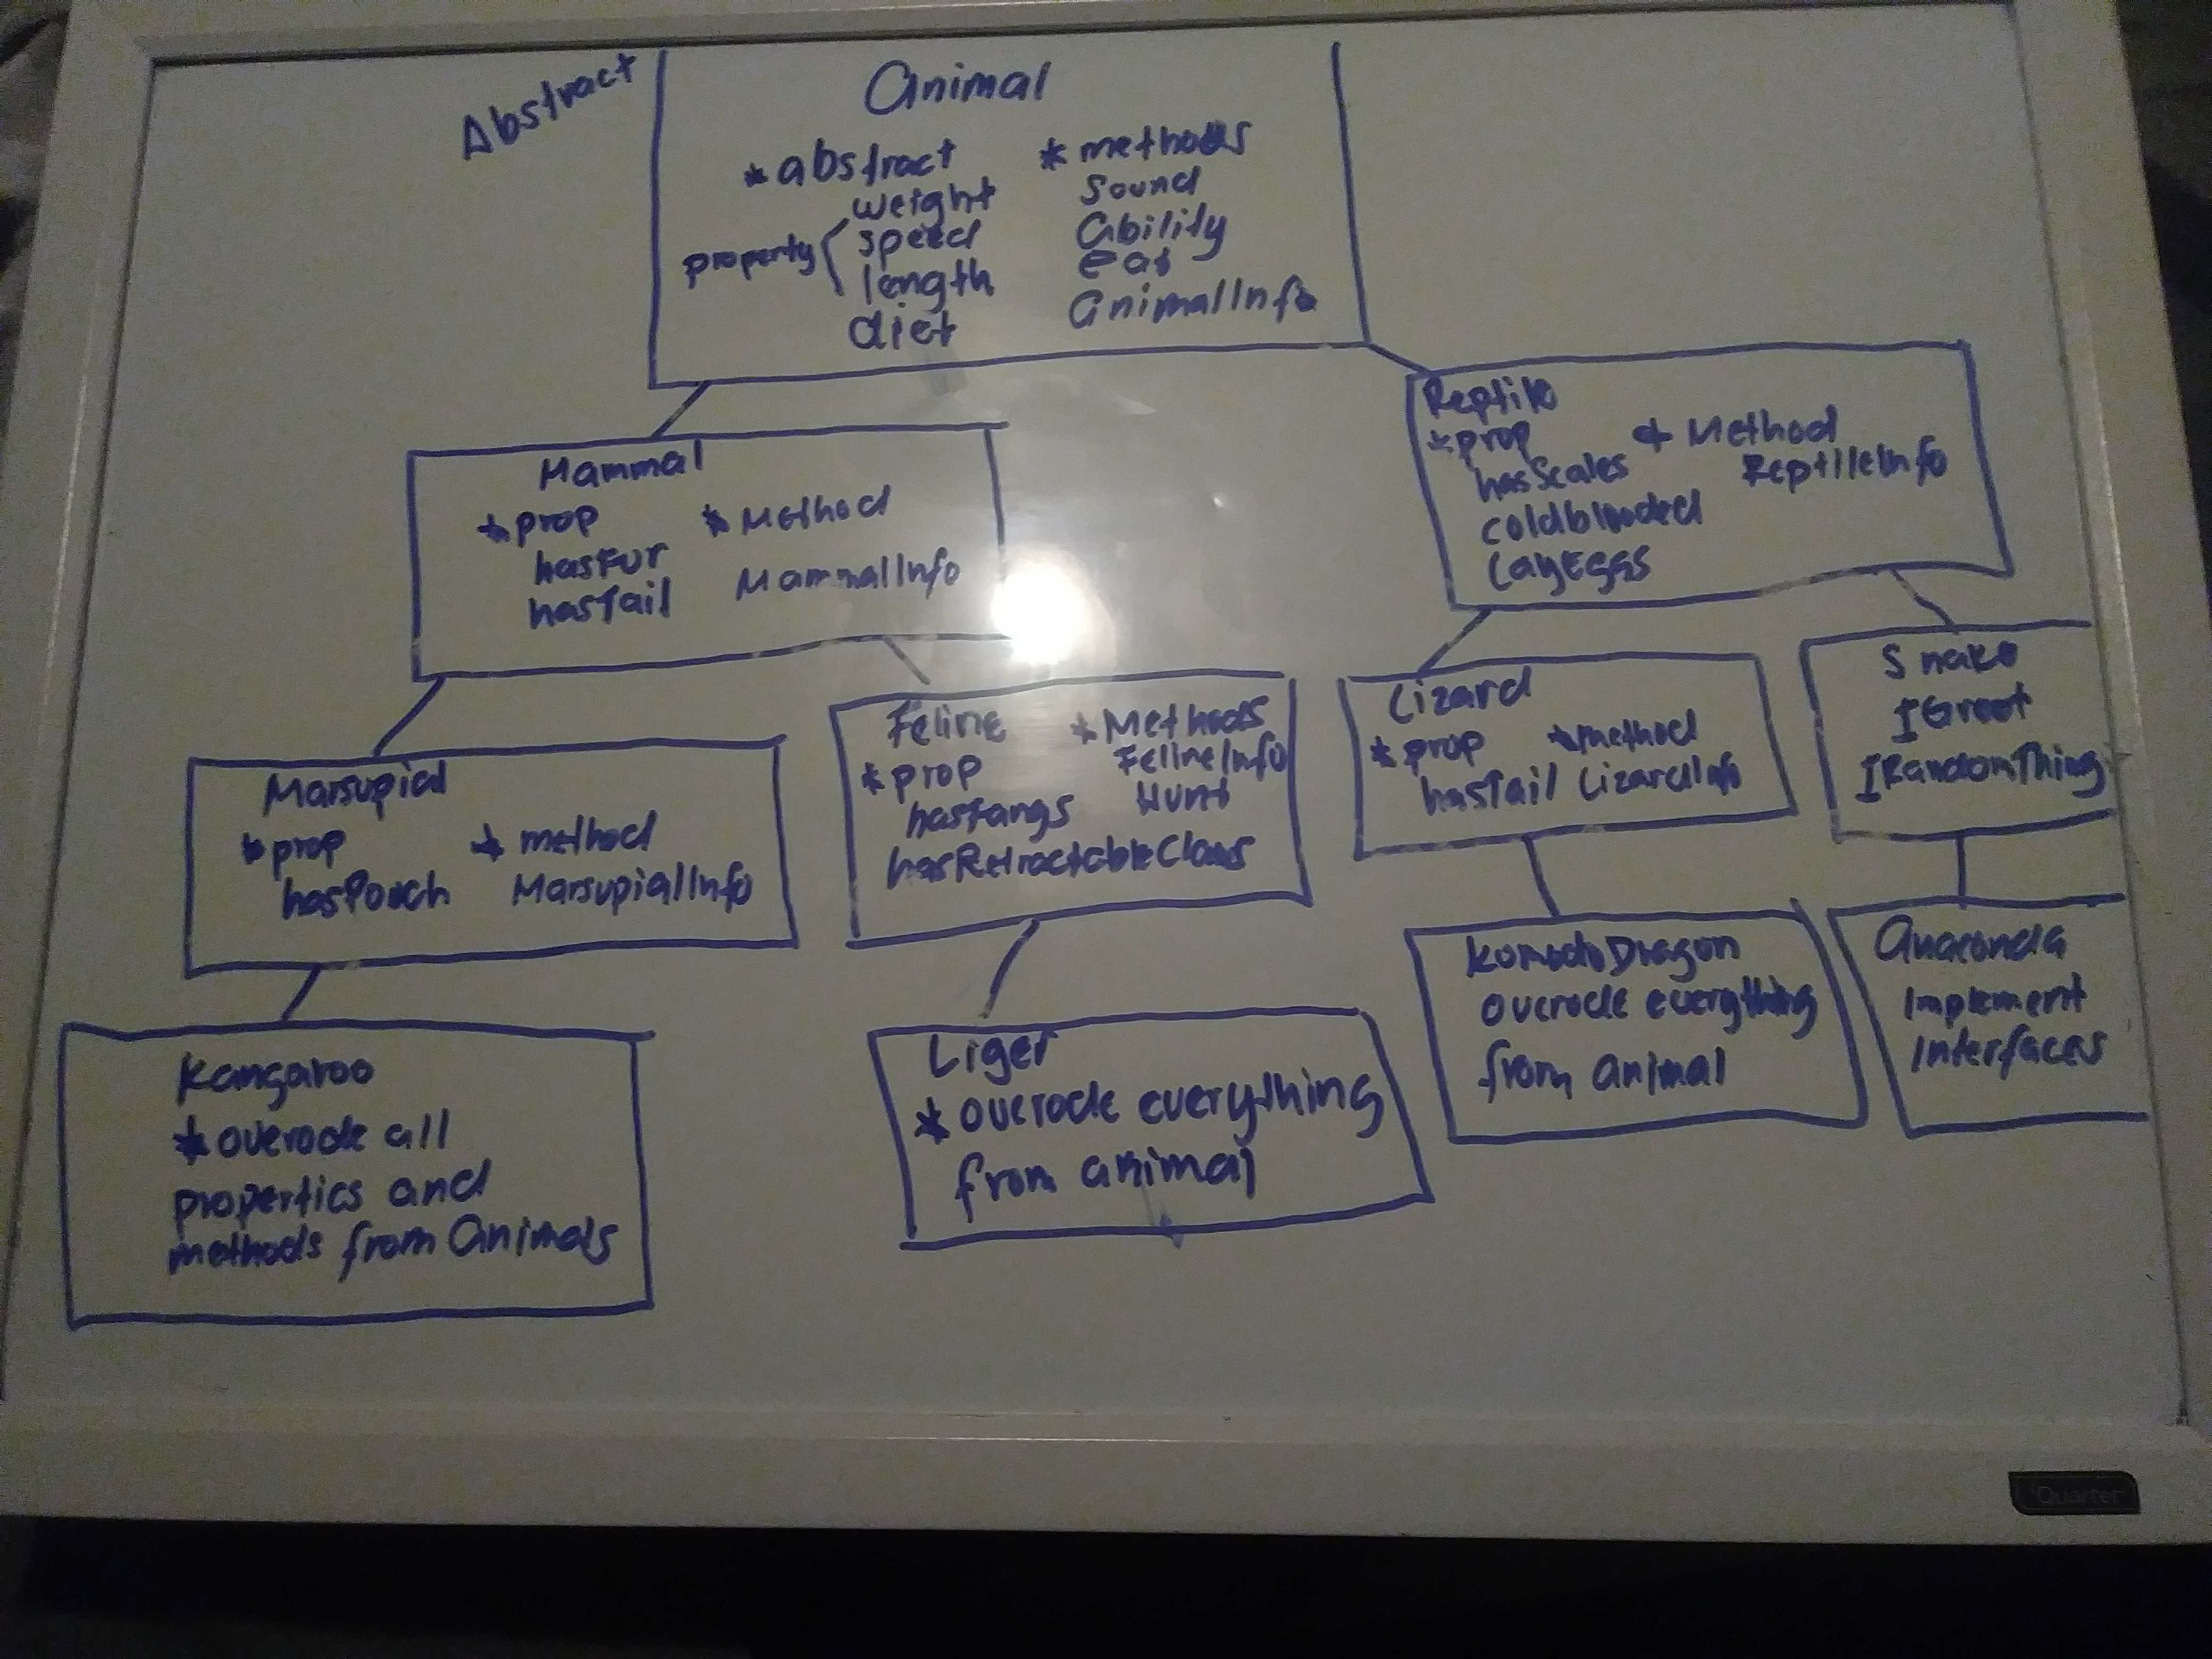 Abstract
Animal
*abstract
weight
property { speed
length
diet
* methods
Sound
Ability
eat
AnimalInfo
Mammal
*prop
hasFur
hasTail
* Method
MammalInfo
Reptile
*prop
hasScales
coldblooded
LayEggs
* Method
ReptileInfo
Marsupial
*prop
hasPouch
* method
MarsupialInfo
Feline
*prop
hasFangs
hasRetractableClaws
*Methods
FelineInfo
Hunt
Lizard
*prop
hasTail
*method
LizardInfo
Snake
IGreet
IRandomThing
Kangaroo
*overode all
properties and
methods from Animals
Liger
* overode everything
from animal
KomodoDragon
overode everything
from animal
Anaconda
Implement
Interfaces
Quarter